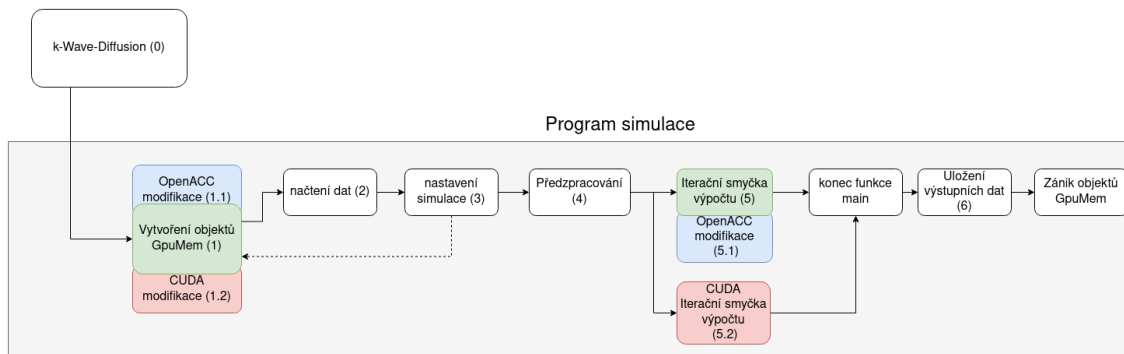 k-Wave-Diffusion (0)
Program simulace
OpenACC
modifikace (1.1)
Vytvoření objektů
GpuMem (1)
CUDA
modifikace (1.2)
načtení dat (2)
nastavení
simulace (3)
Předzpracování
(4)
Iterační smyčka
výpočtu (5)
OpenACC
modifikace
(5.1)
CUDA
Iterační smyčka
výpočtu
(5.2)
konec funkce
main
Uložení
výstupních dat
(6)
Zánik objektů
GpuMem